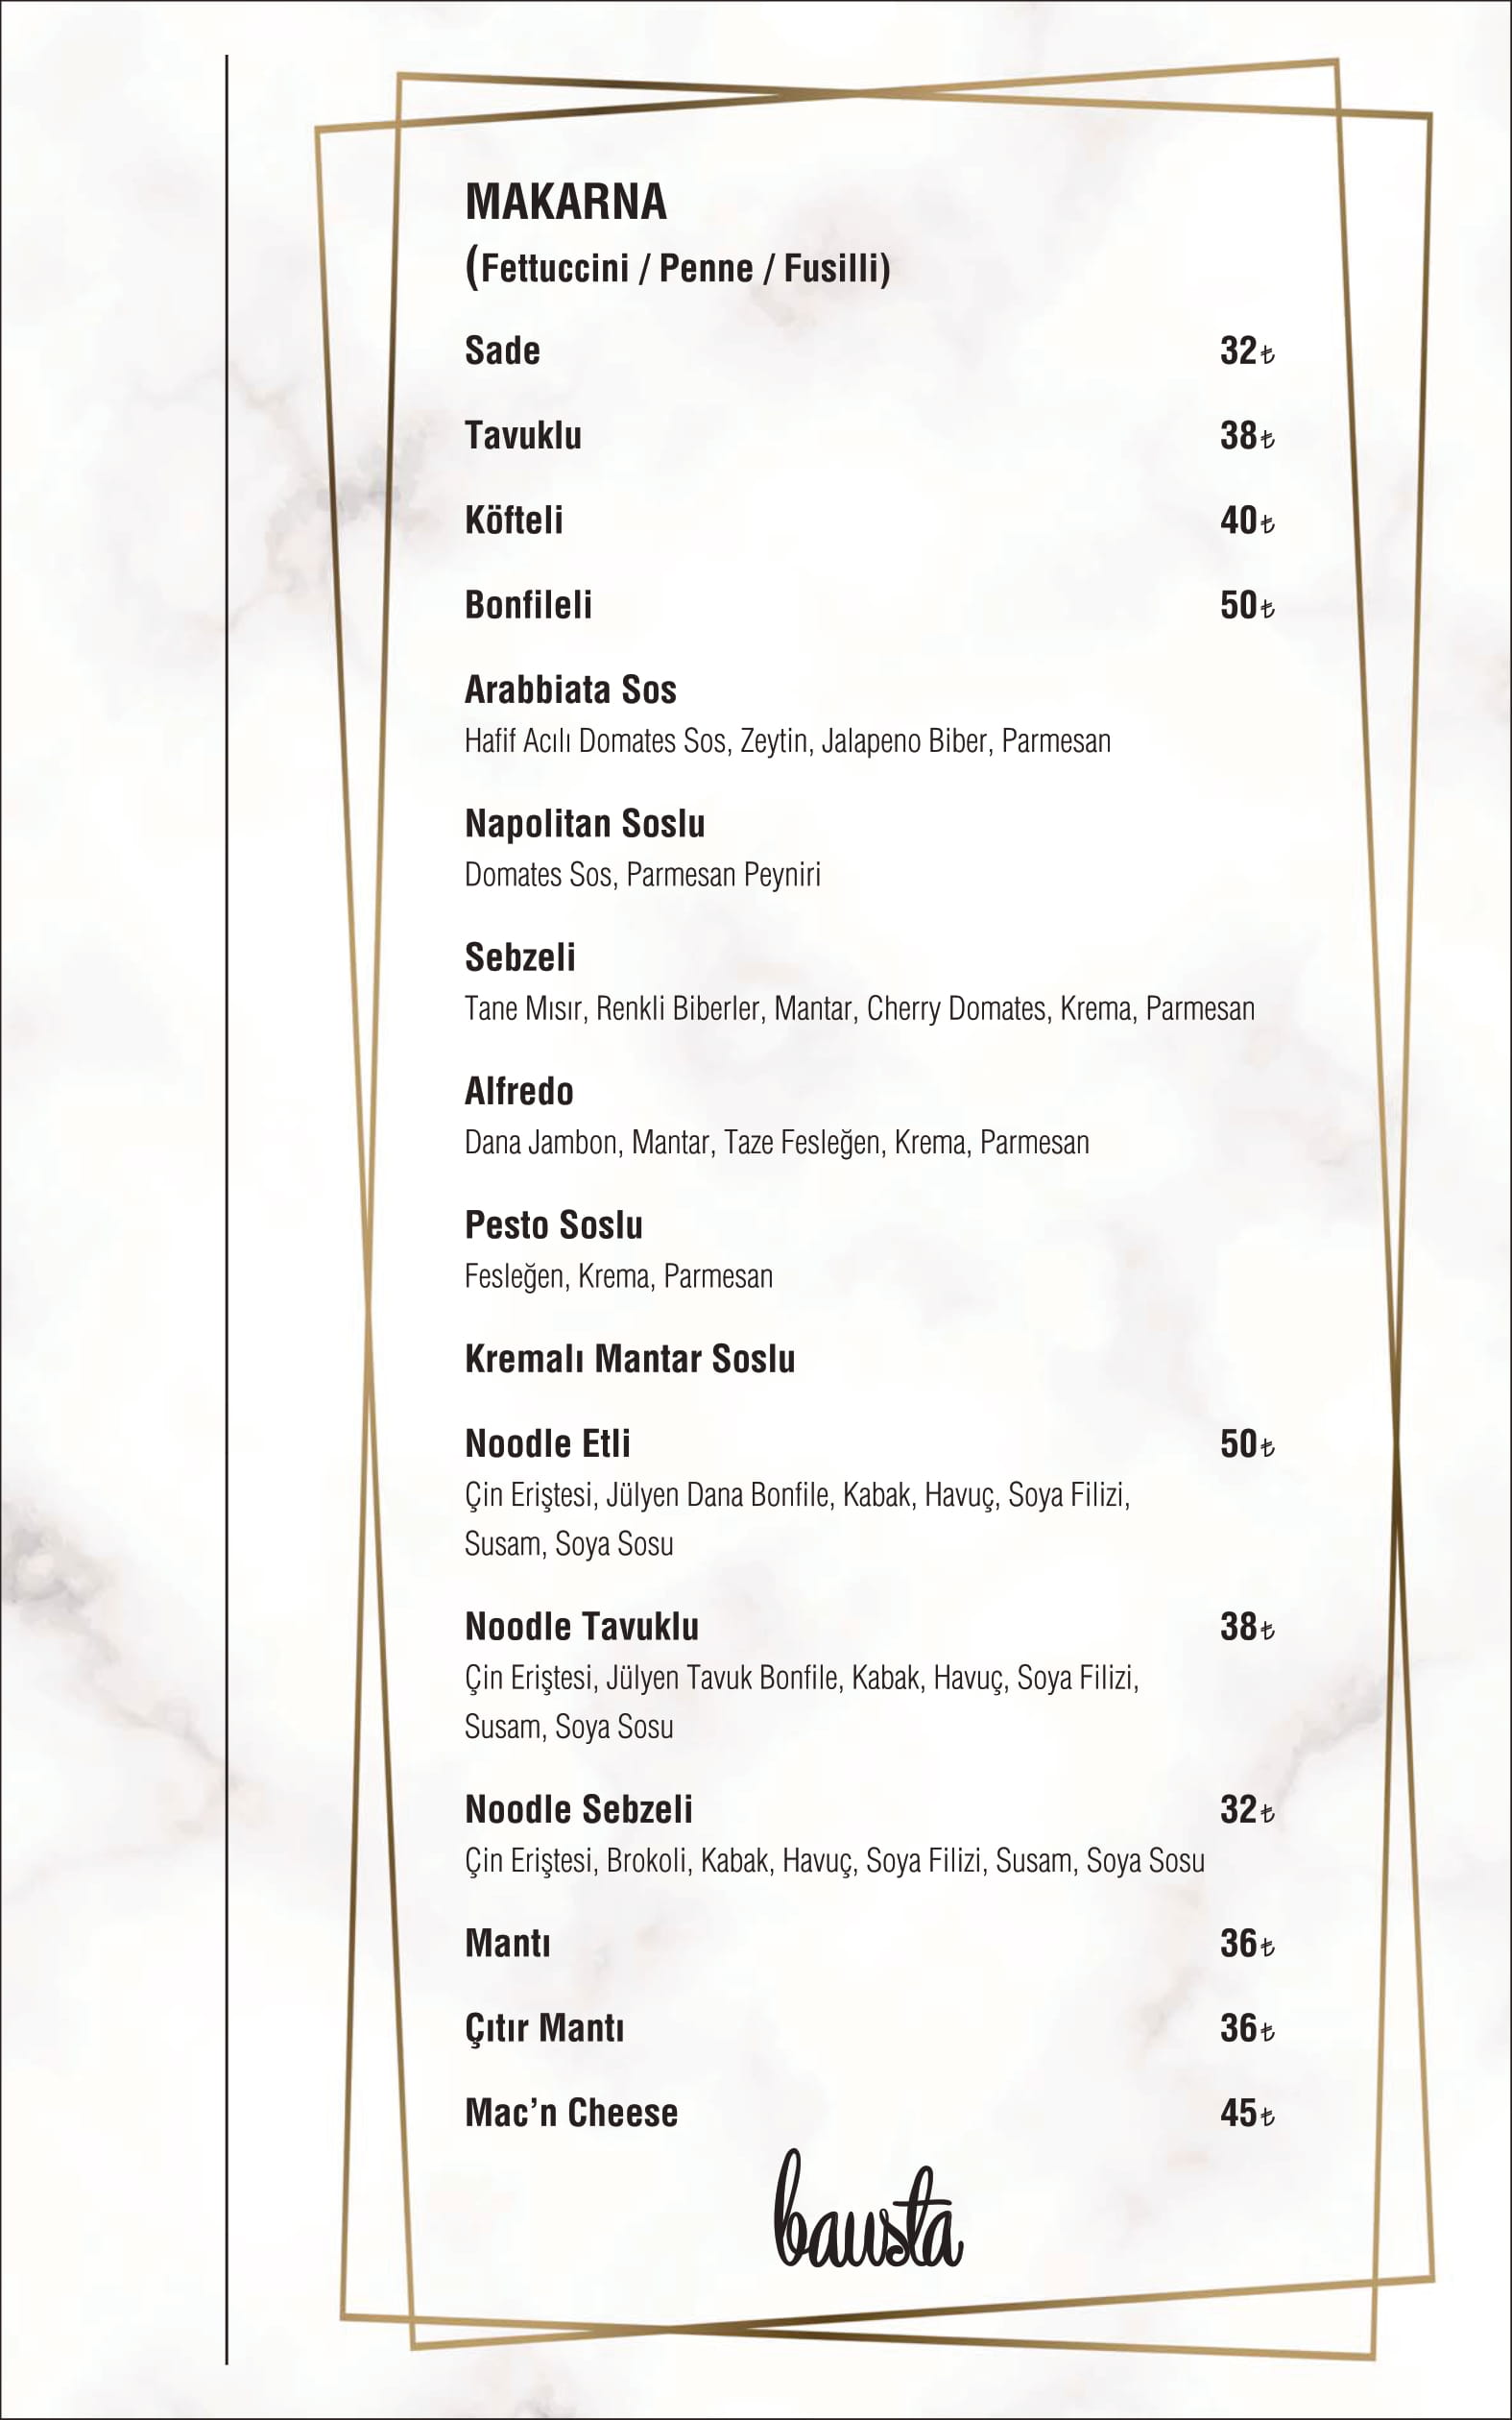 MAKARNA
(Fettuccini / Penne / Fusilli)
Sade 32₺
Tavuklu 38₺
Köfteli 40₺
Bonfileli 50₺
Arabbiata Sos
Hafif Acılı Domates Sos, Zeytin, Jalapeno Biber, Parmesan
Napolitan Soslu
Domates Sos, Parmesan Peyniri
Sebzeli
Tane Mısır, Renkli Biberler, Mantar, Cherry Domates, Krema, Parmesan
Alfredo
Dana Jambon, Mantar, Taze Fesleğen, Krema, Parmesan
Pesto Soslu
Fesleğen, Krema, Parmesan
Kremalı Mantar Soslu
Noodle Etli 50₺
Çin Eriştesi, Jülyen Dana Bonfile, Kabak, Havuç, Soya Filizi,
Susam, Soya Sosu
Noodle Tavuklu 38₺
Çin Eriştesi, Jülyen Tavuk Bonfile, Kabak, Havuç, Soya Filizi,
Susam, Soya Sosu
Noodle Sebzeli 32₺
Çin Eriştesi, Brokoli, Kabak, Havuç, Soya Filizi, Susam, Soya Sosu
Mantı 36₺
Çıtır Mantı 36₺
Mac’n Cheese 45₺
bausta